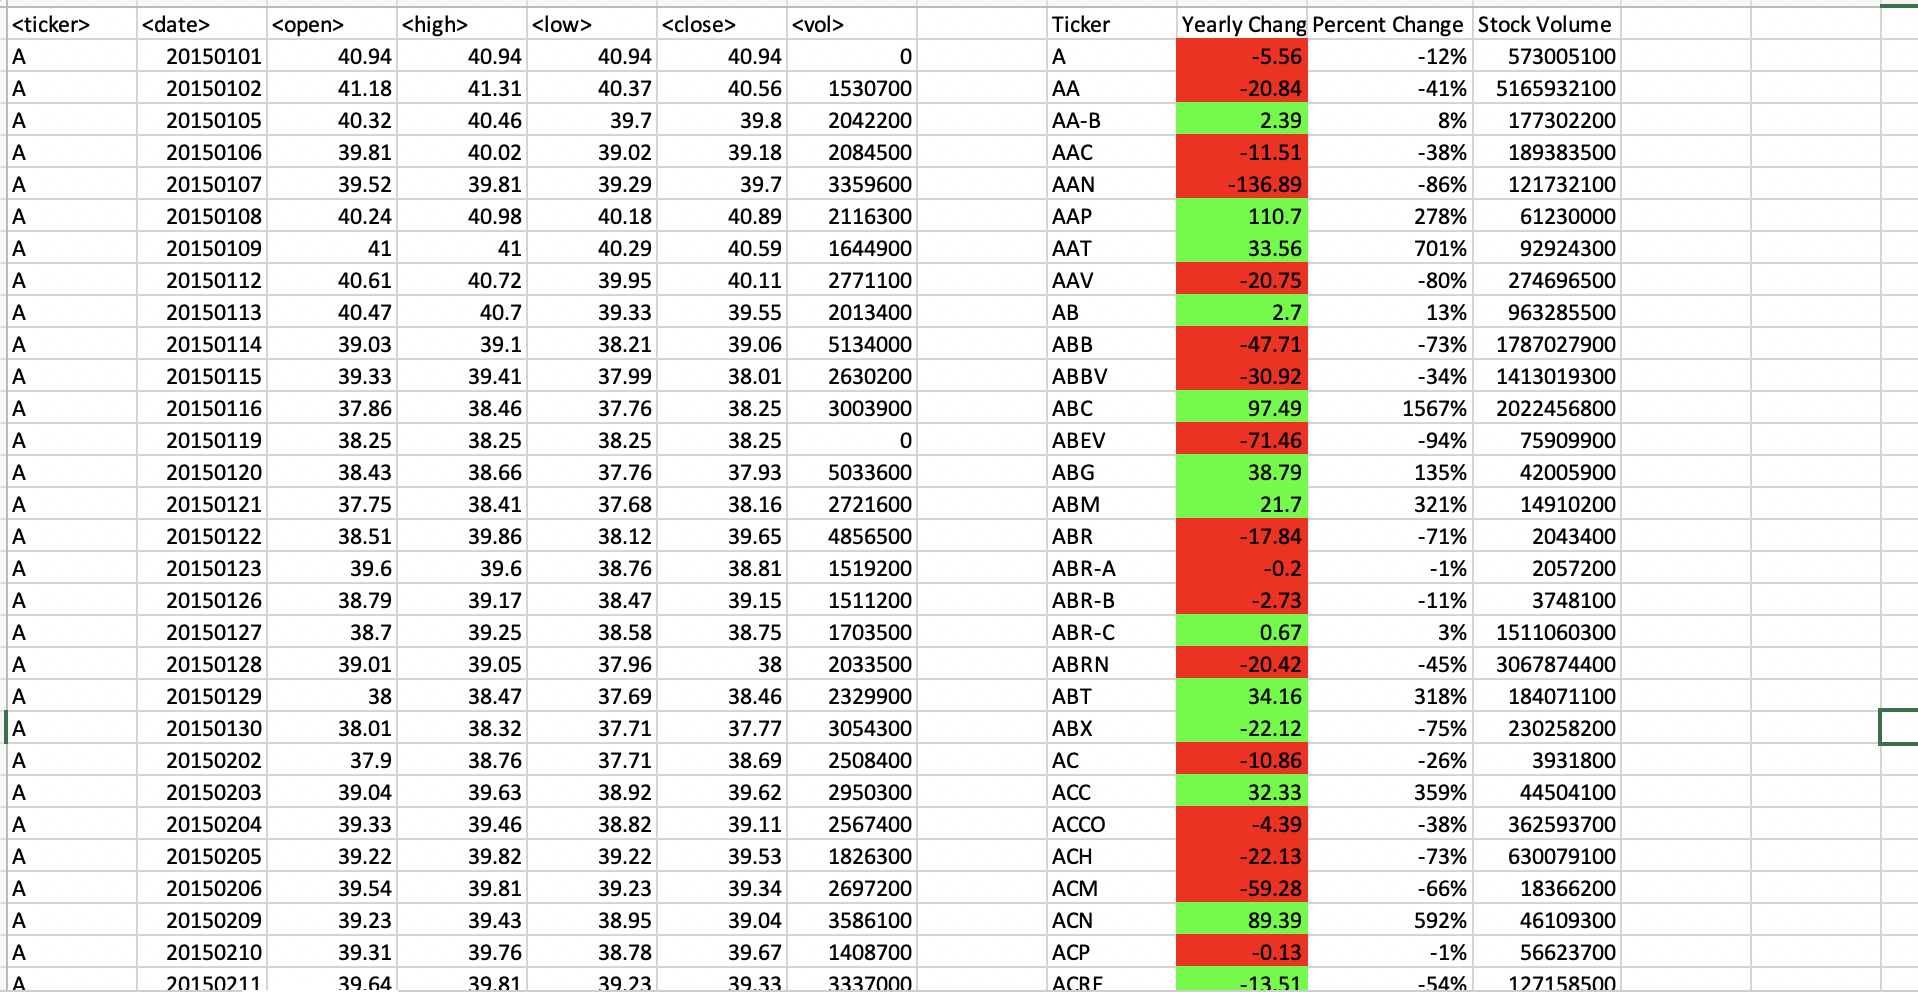 <ticker> <date> <open> <high> <low> <close> <vol> Ticker Yearly Chang Percent Change Stock Volume
A 20150101 40.94 40.94 40.94 40.94 0 A -5.56 -12% 573005100
A 20150102 41.18 41.31 40.37 40.56 1530700 AA -20.84 -41% 5165932100
A 20150105 40.32 40.46 39.7 39.8 2042200 AA-B 2.39 8% 177302200
A 20150106 39.81 40.02 39.02 39.18 2084500 AAC -11.51 -38% 189383500
A 20150107 39.52 39.81 39.29 39.7 3359600 AAN -136.89 -86% 121732100
A 20150108 40.24 40.98 40.18 40.89 2116300 AAP 110.7 278% 61230000
A 20150109 41 41 40.29 40.59 1644900 AAT 33.56 701% 92924300
A 20150112 40.61 40.72 39.95 40.11 2771100 AAV -20.75 -80% 274696500
A 20150113 40.47 40.7 39.33 39.55 2013400 AB 2.7 13% 963285500
A 20150114 39.03 39.1 38.21 39.06 5134000 ABB -47.71 -73% 1787027900
A 20150115 39.33 39.41 37.99 38.01 2630200 ABBV -30.92 -34% 1413019300
A 20150116 37.86 38.46 37.76 38.25 3003900 ABC 97.49 1567% 2022456800
A 20150119 38.25 38.25 38.25 38.25 0 ABEV -71.46 -94% 75909900
A 20150120 38.43 38.66 37.76 37.93 5033600 ABG 38.79 135% 42005900
A 20150121 37.75 38.41 37.68 38.16 2721600 ABM 21.7 321% 14910200
A 20150122 38.51 39.86 38.12 39.65 4856500 ABR -17.84 -71% 2043400
A 20150123 39.6 39.6 38.76 38.81 1519200 ABR-A -0.2 -1% 2057200
A 20150126 38.79 39.17 38.47 39.15 1511200 ABR-B -2.73 -11% 3748100
A 20150127 38.7 39.25 38.58 38.75 1703500 ABR-C 0.67 3% 1511060300
A 20150128 39.01 39.05 37.96 38 2033500 ABRN -20.42 -45% 3067874400
A 20150129 38 38.47 37.69 38.46 2329900 ABT 34.16 318% 184071100
A 20150130 38.01 38.32 37.71 37.77 3054300 ABX -22.12 -75% 230258200
A 20150202 37.9 38.76 37.71 38.69 2508400 AC -10.86 -26% 3931800
A 20150203 39.04 39.63 38.92 39.62 2950300 ACC 32.33 359% 44504100
A 20150204 39.33 39.46 38.82 39.11 2567400 ACCO -4.39 -38% 362593700
A 20150205 39.22 39.82 39.22 39.53 1826300 ACH -22.13 -73% 630079100
A 20150206 39.54 39.81 39.23 39.34 2697200 ACM -59.28 -66% 18366200
A 20150209 39.23 39.43 38.95 39.04 3586100 ACN 89.39 592% 46109300
A 20150210 39.31 39.76 38.78 39.67 1408700 ACP -0.13 -1% 56623700
A 20150211 39.64 39.81 39.23 39.33 3337000 ACRE -13.51 -54% 127158500